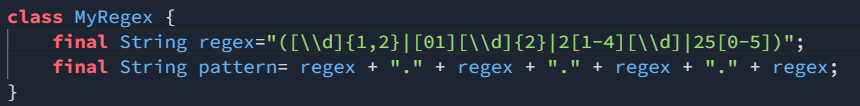 class MyRegex {
    final String regex="([\\d]{1,2}|[01][\\d]{2}|2[1-4][\\d]|25[0-5])";
    final String pattern= regex + "." + regex + "." + regex + "." + regex;
}